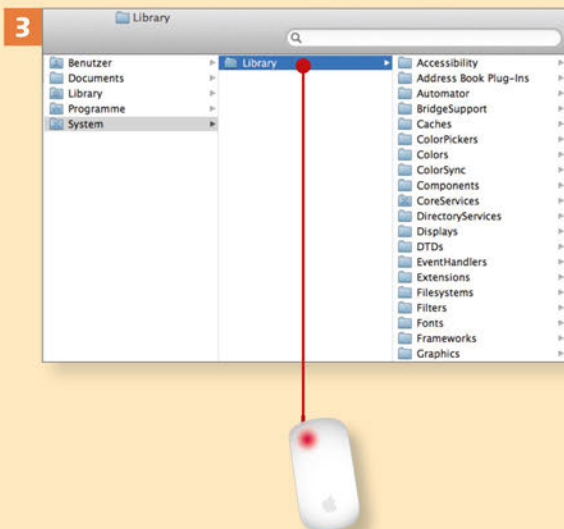 3
Library
Benutzer
Documents
Library
Programme
System
Library
Accessibility
Address Book Plug-Ins
Automator
BridgeSupport
Caches
ColorPickers
Colors
ColorSync
Components
CoreServices
DirectoryServices
Displays
DTDs
EventHandlers
Extensions
Filesystems
Filters
Fonts
Frameworks
Graphics